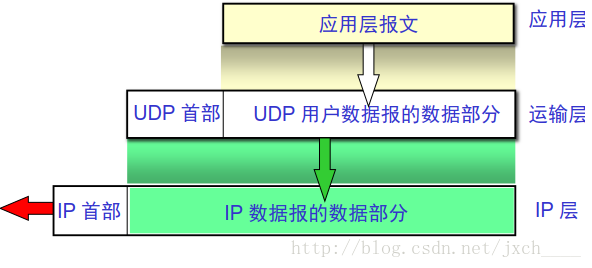 应用层报文 应用层
UDP 首部 UDP 用户数据报的数据部分 运输层
IP 首部 IP 数据报的数据部分 IP 层
http://blog.csdn.net/jxch____